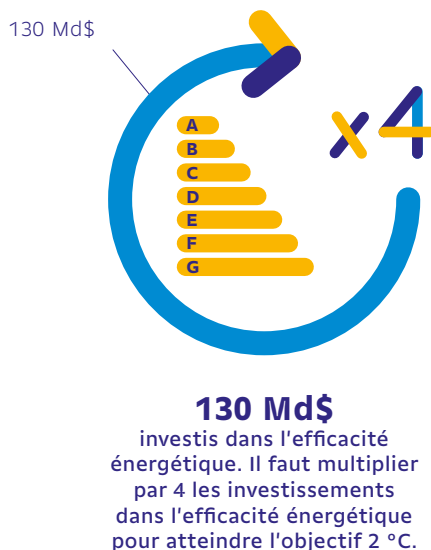 130 Md$
x4
A
B
C
D
E
F
G
130 Md$
investis dans l'efficacité
énergétique. Il faut multiplier
par 4 les investissements
dans l'efficacité énergétique
pour atteindre l'objectif 2 °C.